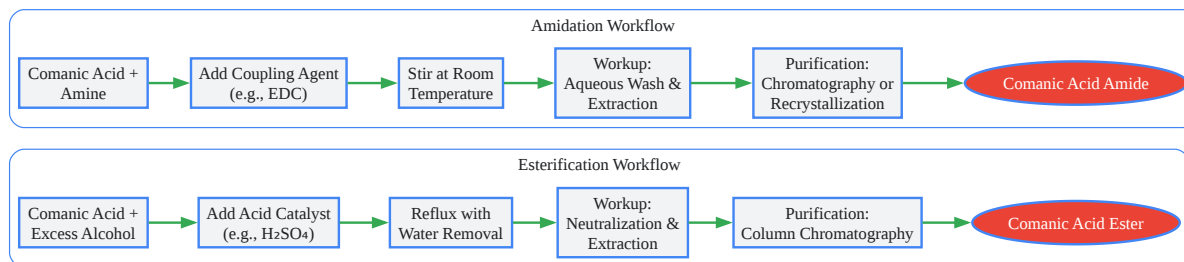 Amidation Workflow
Comanic Acid +
Amine
Add Coupling Agent
(e.g., EDC)
Stir at Room
Temperature
Workup:
Aqueous Wash &
Extraction
Purification:
Chromatography or
Recrystallization
Comanic Acid Amide
Esterification Workflow
Comanic Acid +
Excess Alcohol
Add Acid Catalyst
(e.g., H₂SO₄)
Reflux with
Water Removal
Workup:
Neutralization &
Extraction
Purification:
Column Chromatography
Comanic Acid Ester